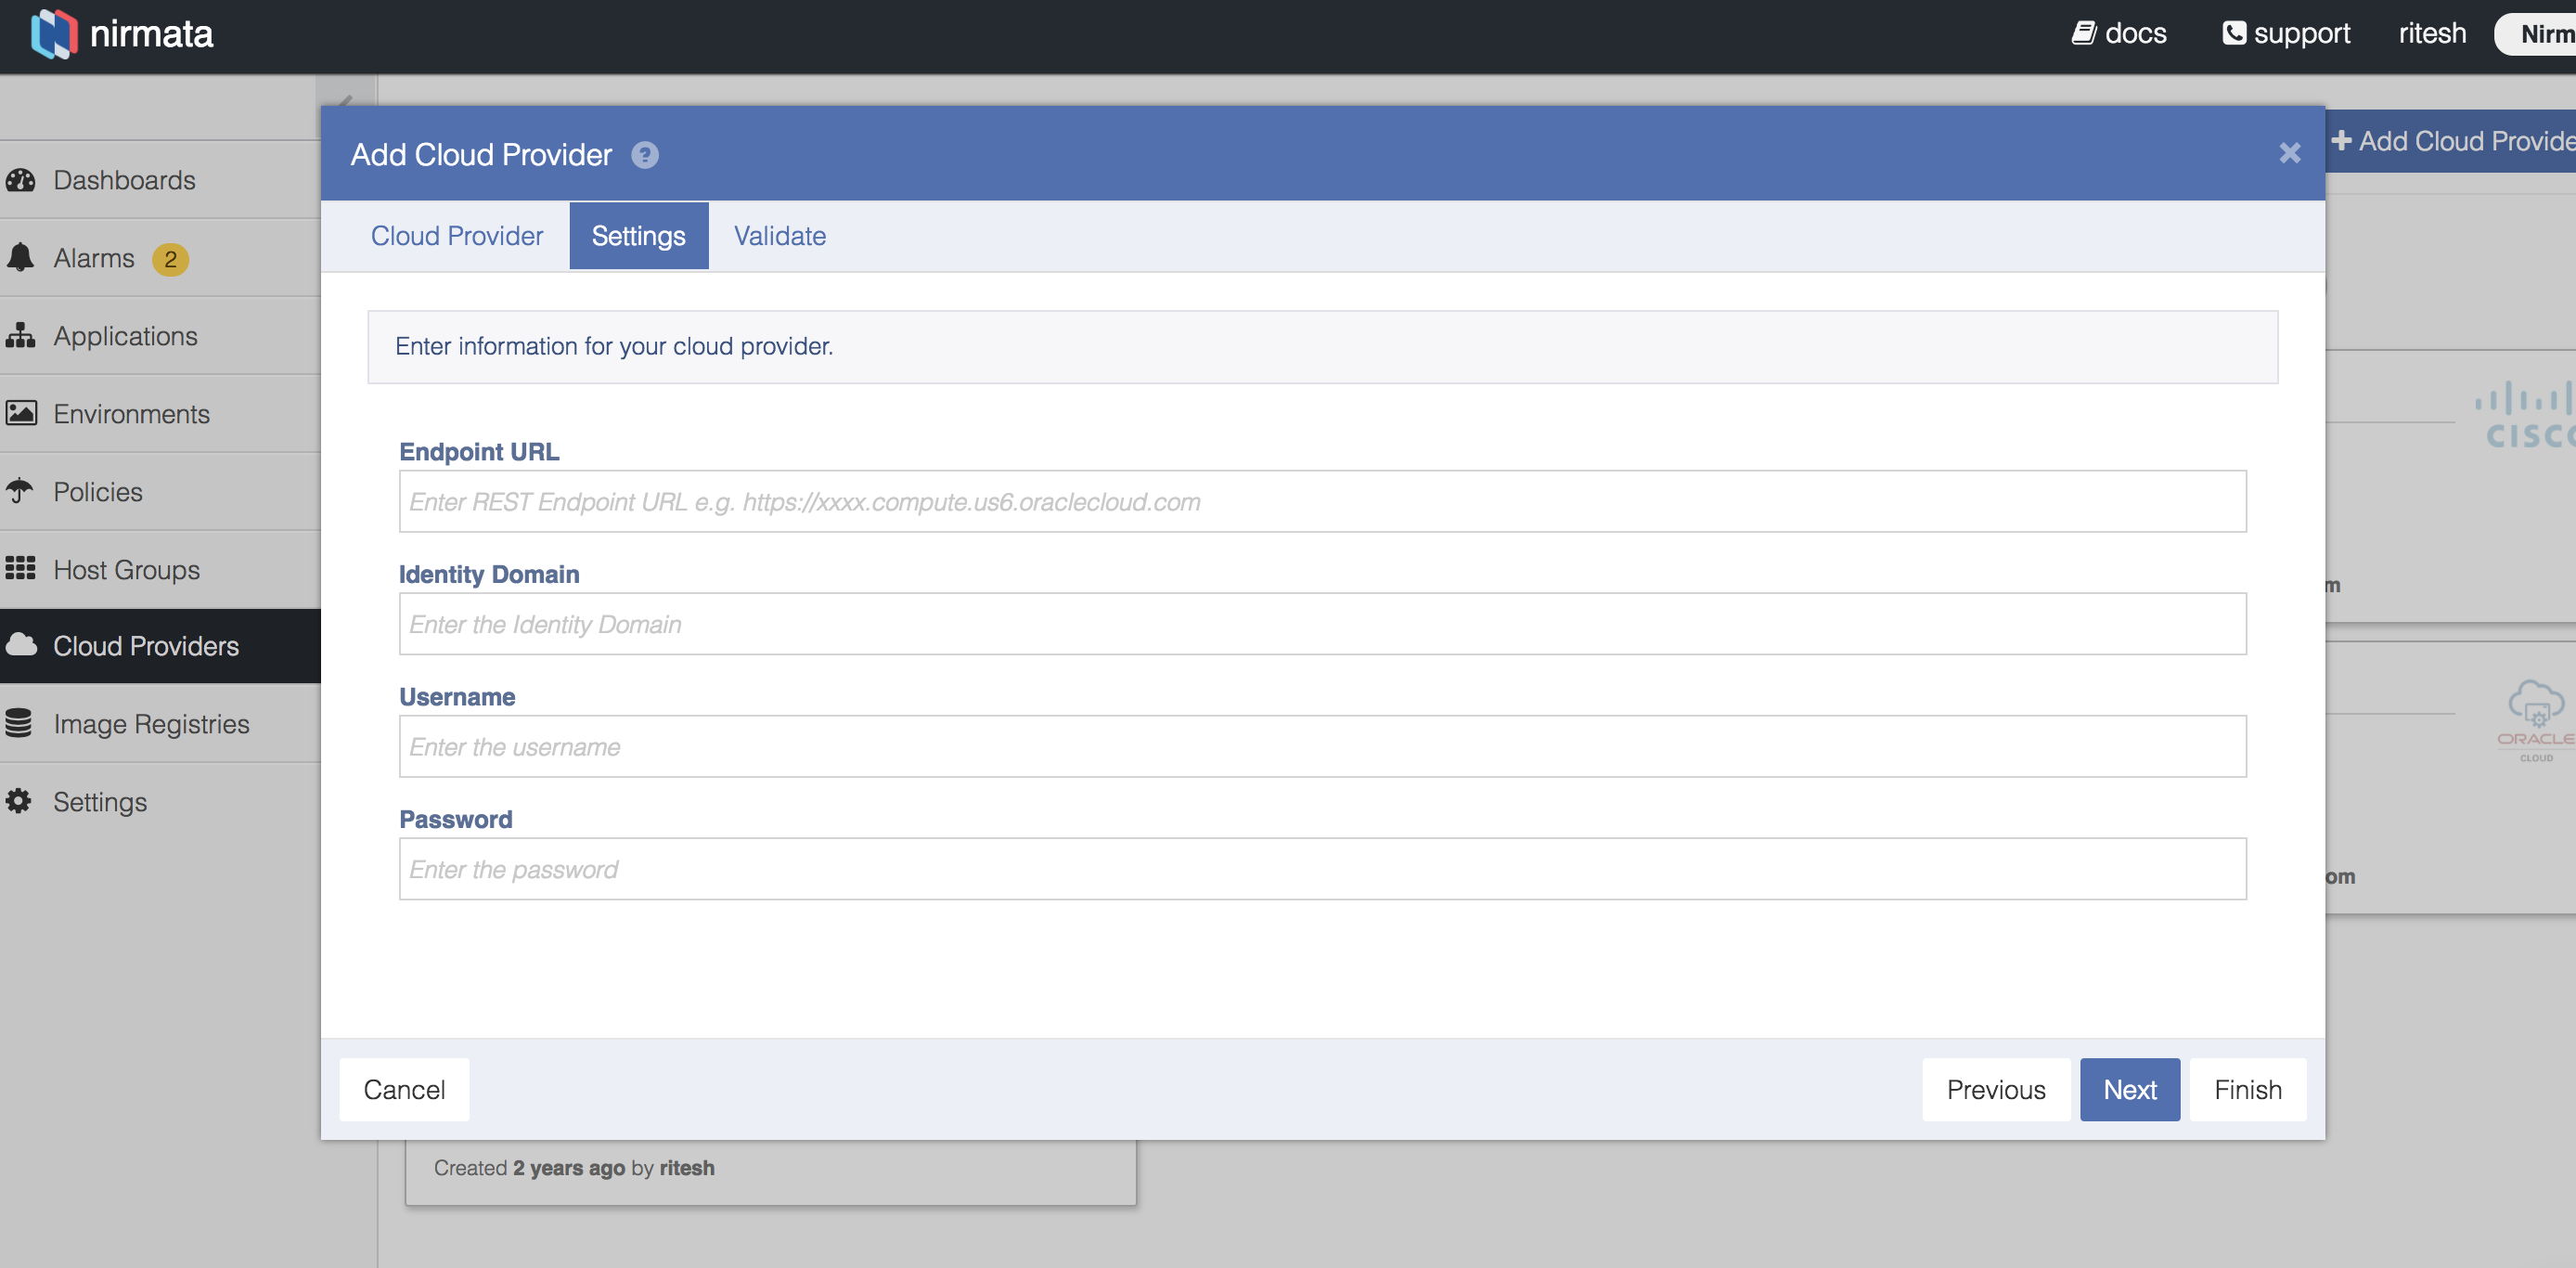 nirmata
docs
support
ritesh
Nirm
Add Cloud Provider ?
+ Add Cloud Provide
Cloud Provider
Settings
Validate
Dashboards
Alarms 2
Applications
Environments
Policies
Host Groups
Cloud Providers
Image Registries
Settings
Enter information for your cloud provider.
Endpoint URL
Enter REST Endpoint URL e.g. https://xxxx.compute.us6.oraclecloud.com
Identity Domain
Enter the Identity Domain
Username
Enter the username
Password
Enter the password
CISCO
m
ORACLE
CLOUD
om
Cancel
Previous
Next
Finish
Created 2 years ago by ritesh